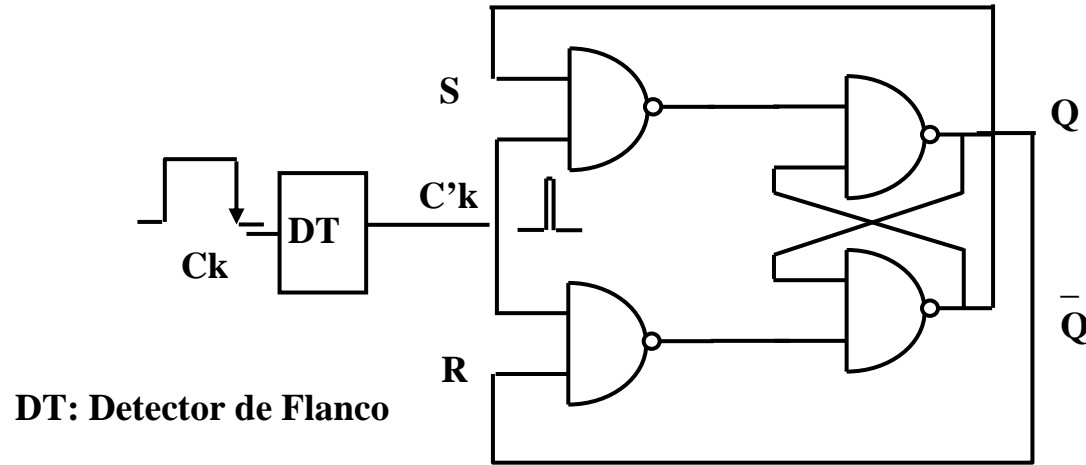 S
Q
C’k
DT
Ck
Q̅
R
DT: Detector de Flanco